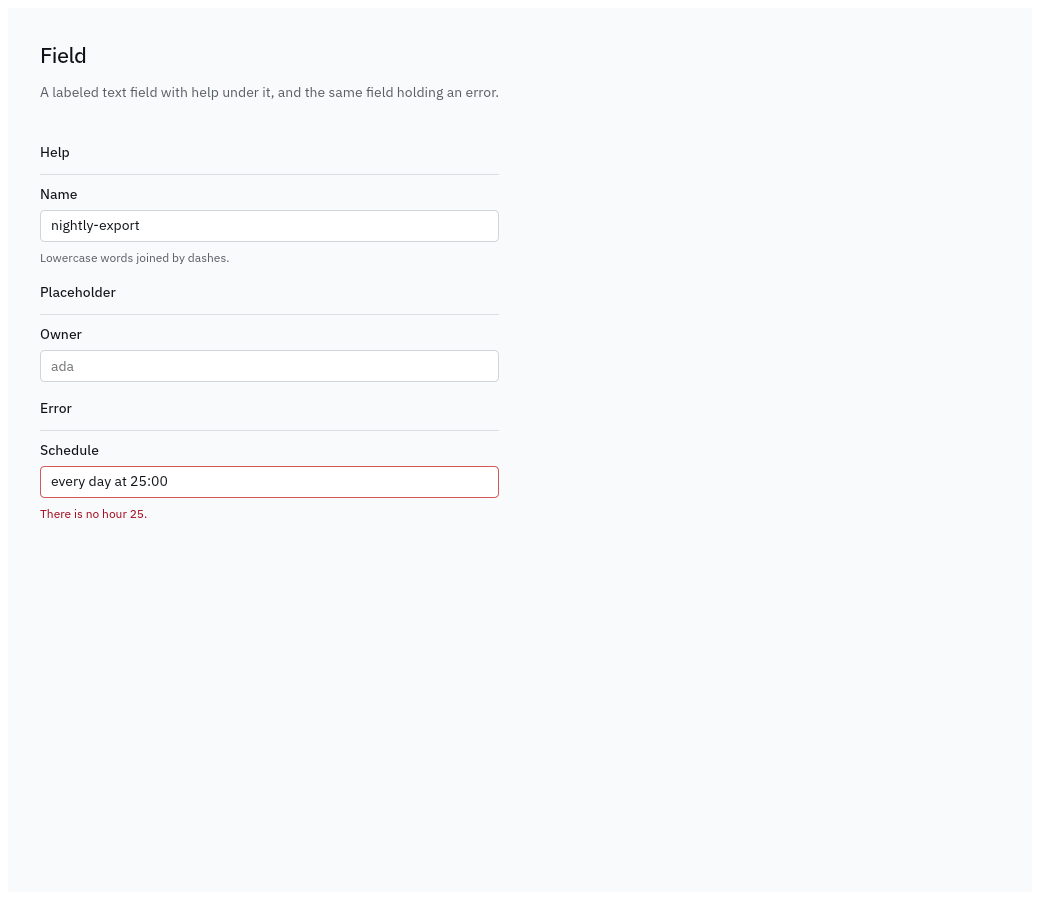 Field
A labeled text field with help under it, and the same field holding an error.
Help
Name
nightly-export
Lowercase words joined by dashes.
Placeholder
Owner
ada
Error
Schedule
every day at 25:00
There is no hour 25.